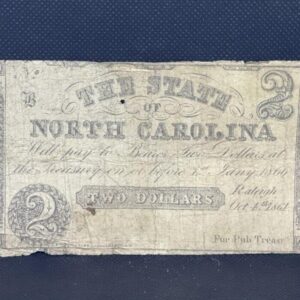 B
THE STATE
2
OF
NORTH CAROLINA
Will pay to Bearer Two Dollars at
the Treasury on or before 1st Jany 1866
Raleigh
2
TWO DOLLARS
Oct 4th 1861
For Pub Treas